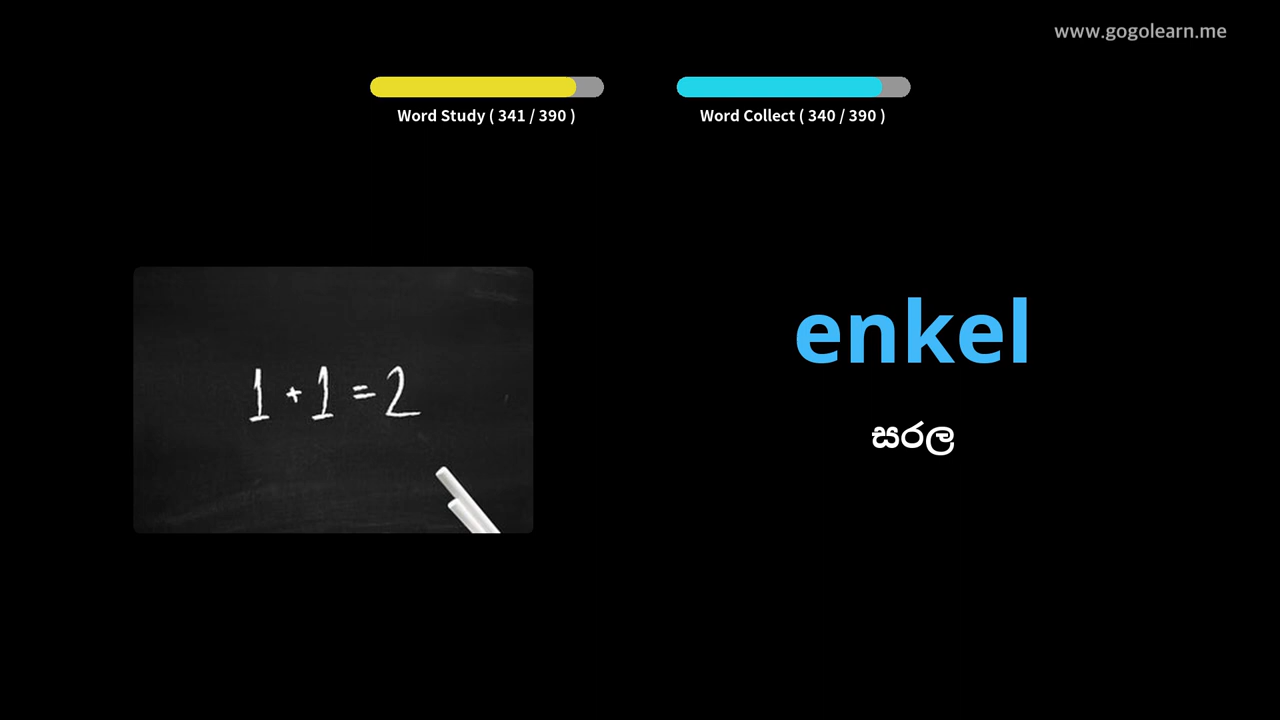 www.gogolearn.me
Word Study ( 341 / 390 )
Word Collect ( 340 / 390 )
1 + 1 = 2
enkel
සරල